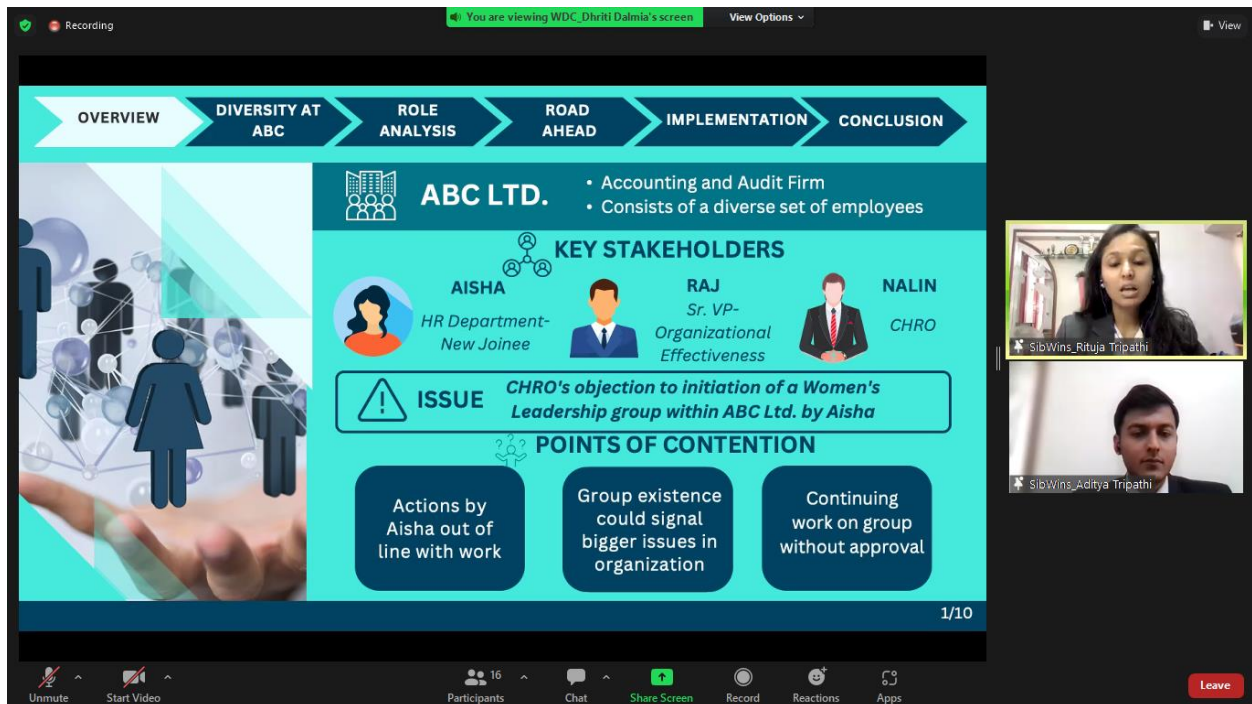 Recording
You are viewing WDC_Dhriti Dalmia's screen
View Options
View
OVERVIEW
DIVERSITY AT
ABC
ROLE
ANALYSIS
ROAD
AHEAD
IMPLEMENTATION
CONCLUSION
ABC LTD.
• Accounting and Audit Firm
• Consists of a diverse set of employees
KEY STAKEHOLDERS
AISHA
HR Department-
New Joinee
RAJ
Sr. VP-
Organizational
Effectiveness
NALIN
CHRO
ISSUE
CHRO's objection to initiation of a Women's
Leadership group within ABC Ltd. by Aisha
POINTS OF CONTENTION
Actions by
Aisha out of
line with work
Group existence
could signal
bigger issues in
organization
Continuing
work on group
without approval
1/10
SibWins_Rituja Tripathi
SibWins_Aditya Tripathi
Unmute
Start Video
16
Participants
Chat
Share Screen
Record
Reactions
Apps
Leave